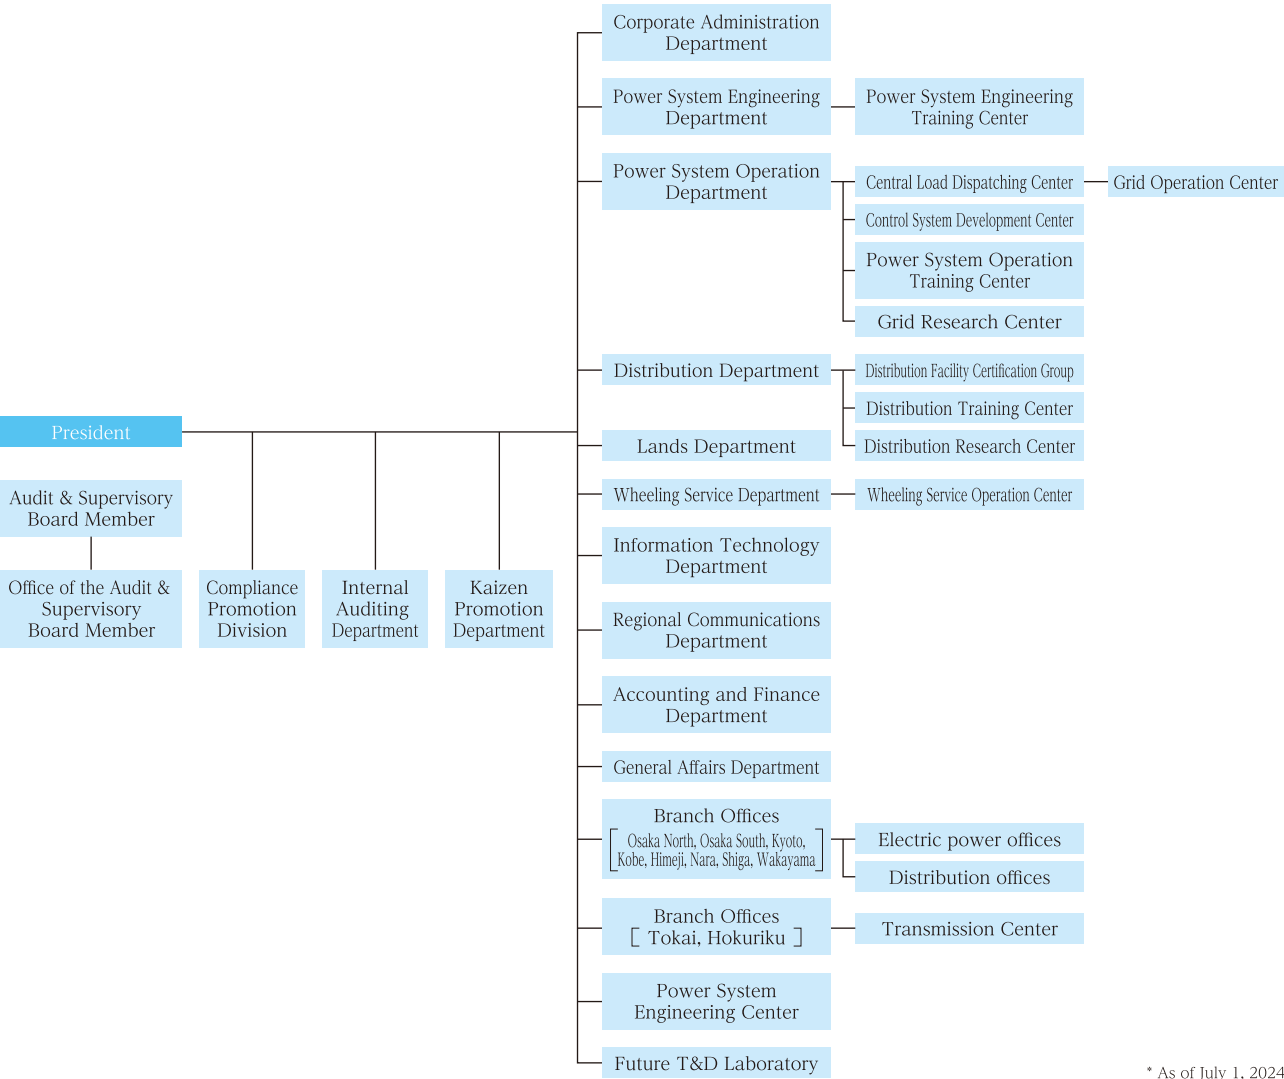 Corporate Administration
Department
Power System Engineering
Department
Power System Engineering
Training Center
Power System Operation
Department
Central Load Dispatching Center
Grid Operation Center
Control System Development Center
Power System Operation
Training Center
Grid Research Center
Distribution Department
Distribution Facility Certification Group
Distribution Training Center
Distribution Research Center
President
Lands Department
Audit & Supervisory
Board Member
Wheeling Service Department
Wheeling Service Operation Center
Information Technology
Department
Office of the Audit &
Supervisory
Board Member
Compliance
Promotion
Division
Internal
Auditing
Department
Kaizen
Promotion
Department
Regional Communications
Department
Accounting and Finance
Department
General Affairs Department
Branch Offices
[Osaka North, Osaka South, Kyoto,
Kobe, Himeji, Nara, Shiga, Wakayama]
Electric power offices
Distribution offices
Branch Offices
[ Tokai, Hokuriku ]
Transmission Center
Power System
Engineering Center
Future T&D Laboratory
* As of July 1, 2024